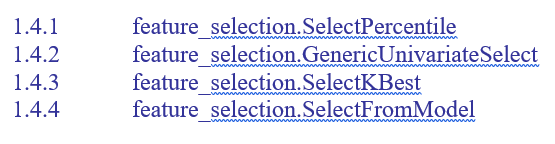 1.4.1 feature_selection.SelectPercentile
1.4.2 feature_selection.GenericUnivariateSelect
1.4.3 feature_selection.SelectKBest
1.4.4 feature_selection.SelectFromModel